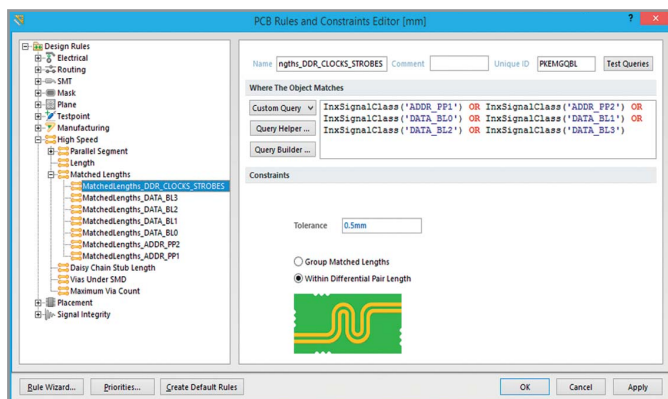 PCB Rules and Constraints Editor [mm]
? ×
Design Rules
Electrical
Routing
SMT
Mask
Plane
Testpoint
Manufacturing
High Speed
Parallel Segment
Length
Matched Lengths
MatchedLengths_DDR_CLOCKS_STROBES
MatchedLengths_DATA_BL3
MatchedLengths_DATA_BL2
MatchedLengths_DATA_BL1
MatchedLengths_DATA_BL0
MatchedLengths_ADDR_PP2
MatchedLengths_ADDR_PP1
Daisy Chain Stub Length
Vias Under SMD
Maximum Via Count
Placement
Signal Integrity
Name ngths_DDR_CLOCKS_STROBES Comment Unique ID PKEMGQBL Test Queries
Where The Object Matches
Custom Query
Query Helper ...
Query Builder ...
InxSignalClass('ADDR_PP1') OR InxSignalClass('ADDR_PP2') OR
InxSignalClass('DATA_BL0') OR InxSignalClass('DATA_BL1') OR
InxSignalClass('DATA_BL2') OR InxSignalClass('DATA_BL3')
Constraints
Tolerance 0.5mm
Group Matched Lengths
Within Differential Pair Length
Rule Wizard... Priorities... Create Default Rules OK Cancel Apply